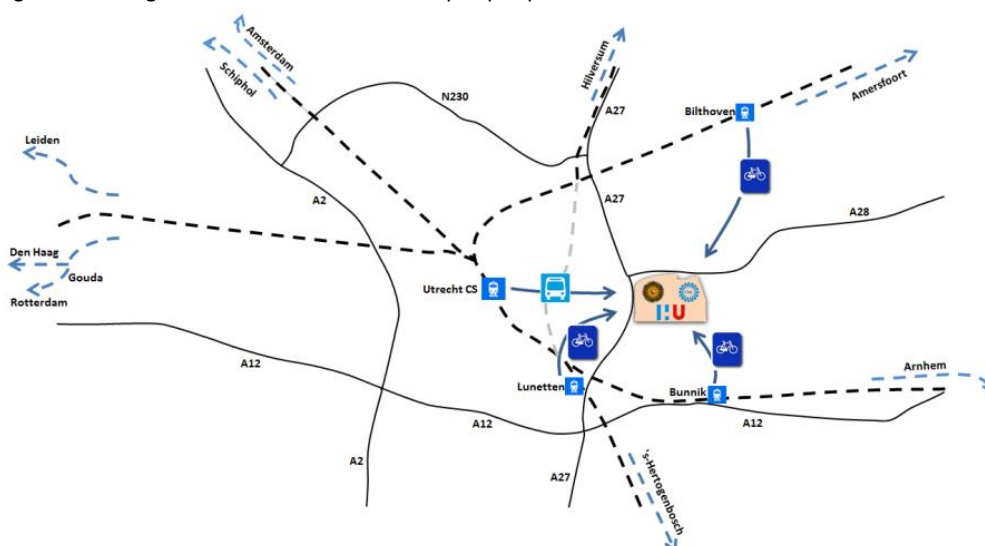 Amsterdam
Schiphol
Hilversum
N230
A27
Bilthoven
Amersfoort
Leiden
A2
A27
A28
Den Haag
Gouda
Rotterdam
Utrecht CS
HU
A12
Lunetten
Bunnik
Arnhem
A12
A12
A2
A27
's-Hertogenbosch